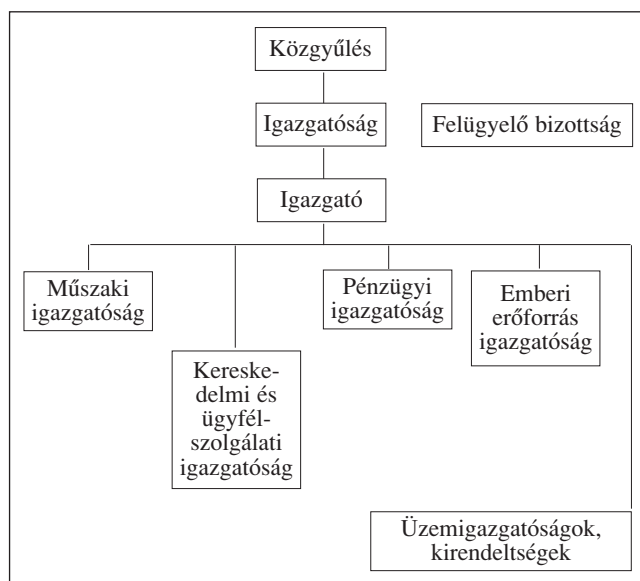 Közgyűlés
Igazgatóság
Felügyelő bizottság
Igazgató
Műszaki
igazgatóság
Pénzügyi
igazgatóság
Emberi
erőforrás
igazgatóság
Kereske-
delmi és
ügyfél-
szolgálati
igazgatóság
Üzemigazgatóságok,
kirendeltségek